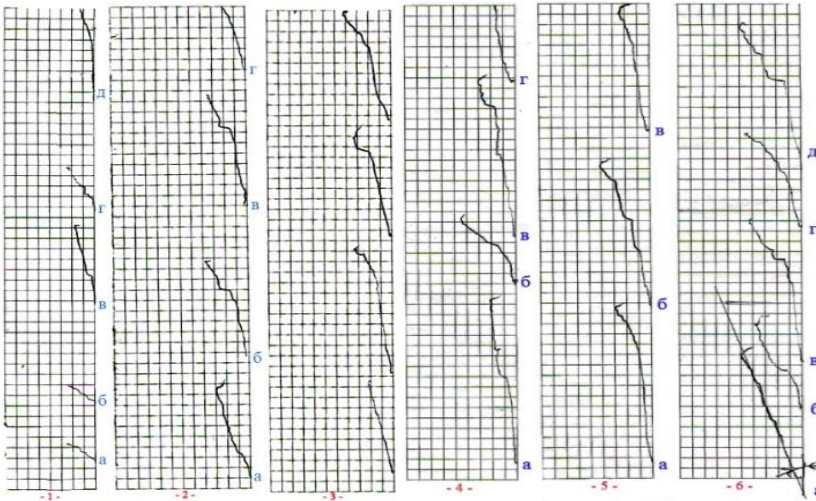 д
г
в
б
а
- 1 -
г
в
б
а
- 2 -
- 3 -
г
в
б
а
- 4 -
в
б
а
- 5 -
д
г
в
б
а
- 6 -